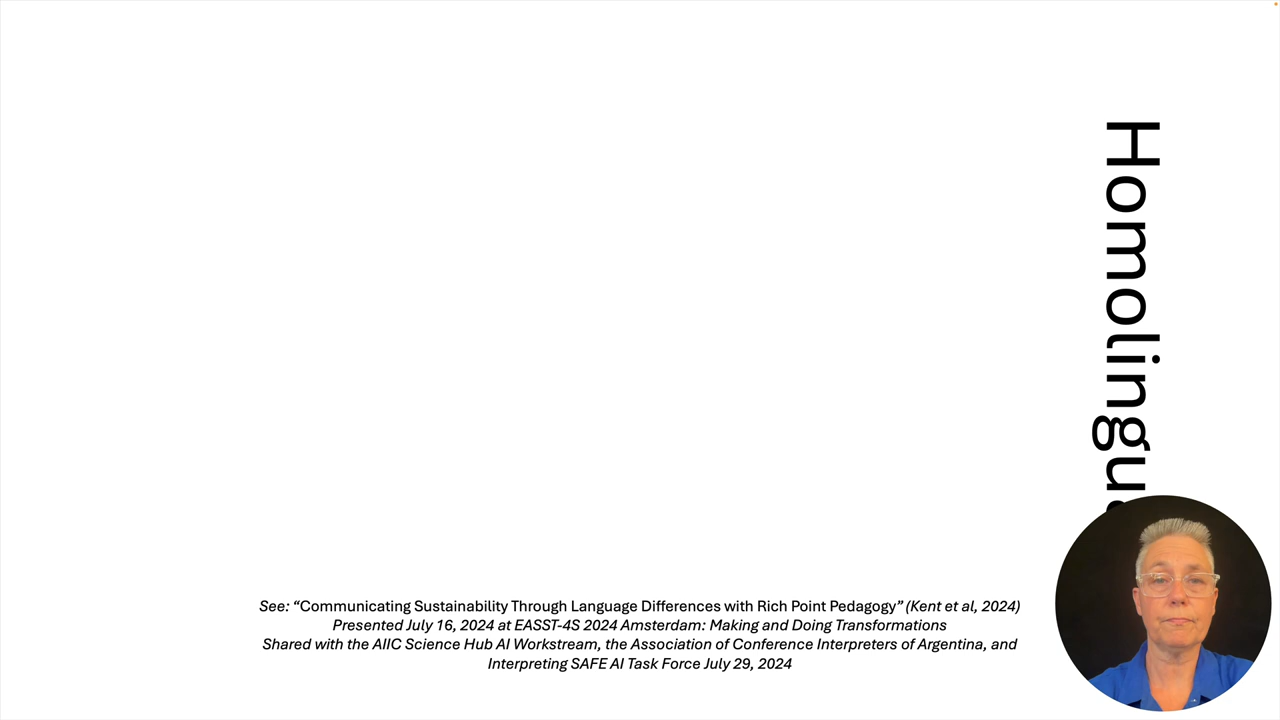 Homolingu
See: “Communicating Sustainability Through Language Differences with Rich Point Pedagogy” (Kent et al, 2024)
Presented July 16, 2024 at EASST-4S 2024 Amsterdam: Making and Doing Transformations
Shared with the AIIC Science Hub AI Workstream, the Association of Conference Interpreters of Argentina, and
Interpreting SAFE AI Task Force July 29, 2024